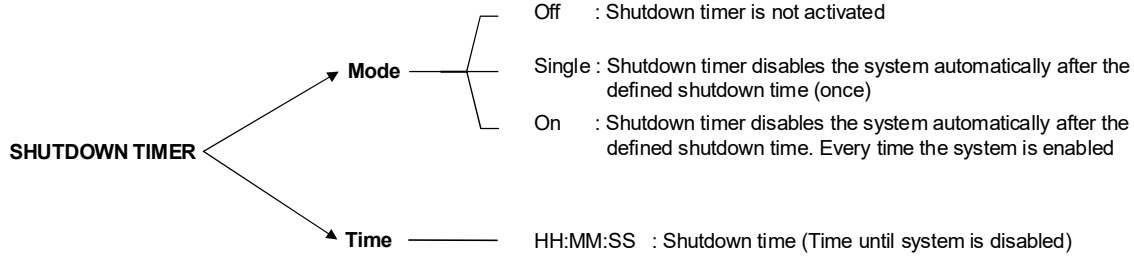 Off : Shutdown timer is not activated
Mode
Single : Shutdown timer disables the system automatically after the
defined shutdown time (once)
On : Shutdown timer disables the system automatically after the
defined shutdown time. Every time the system is enabled
SHUTDOWN TIMER
Time
HH:MM:SS : Shutdown time (Time until system is disabled)